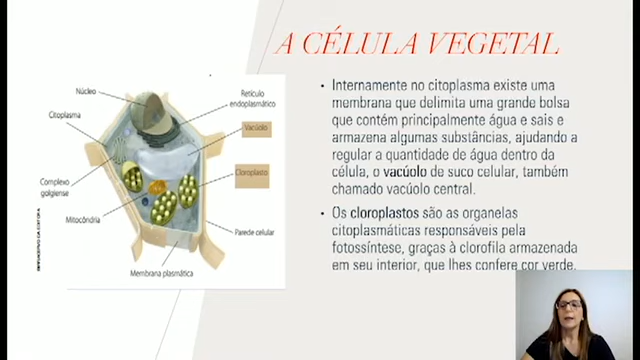 A CÉLULA VEGETAL
Núcleo
Citoplasma
Complexo
golgiense
Mitocôndria
Membrana plasmática
Retículo
endoplasmático
Vacúolo
Cloroplasto
Parede celular
• Internamente no citoplasma existe uma
membrana que delimita uma grande bolsa
que contém principalmente água e sais e
armazena algumas substâncias, ajudando a
regular a quantidade de água dentro da
célula, o vacúolo de suco celular, também
chamado vacúolo central.
• Os cloroplastos são as organelas
citoplasmáticas responsáveis pela
fotossíntese, graças à clorofila armazenada
em seu interior, que lhes confere cor verde.